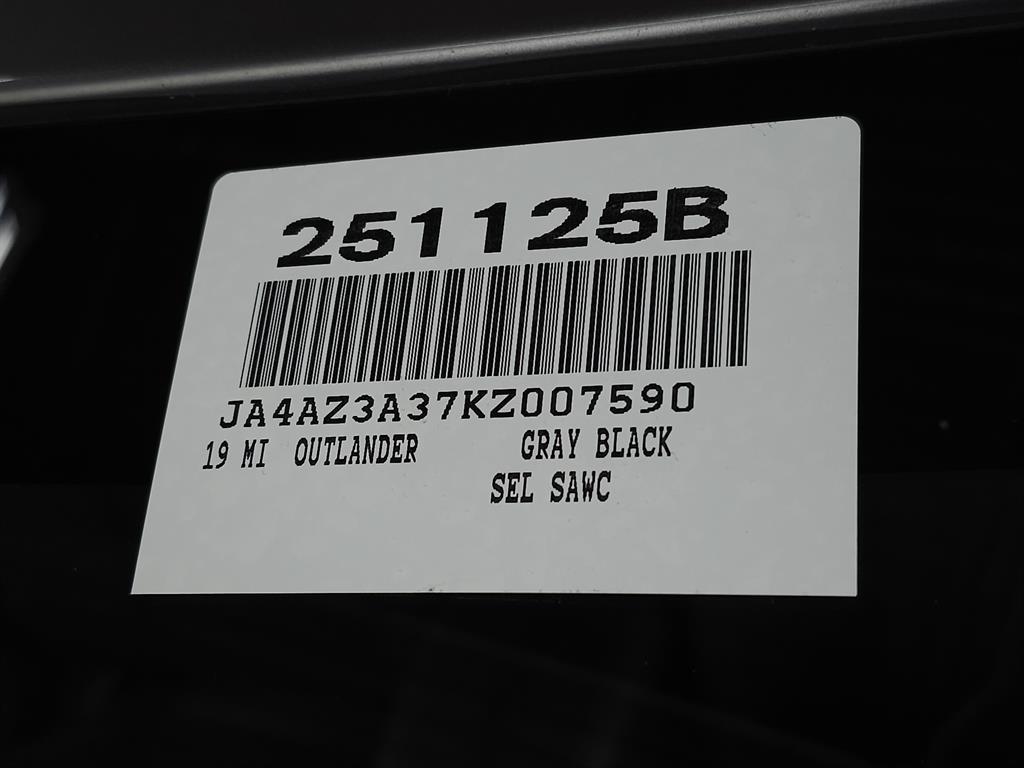 251125B
JA4AZ3A37KZ007590
19 MI OUTLANDER GRAY BLACK
SEL SAWC